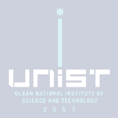 UNIST
ULSAN NATIONAL INSTITUTE OF
SCIENCE AND TECHNOLOGY
2007